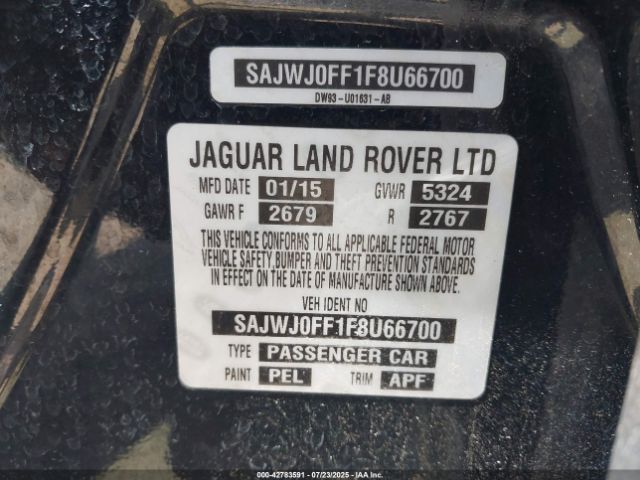 SAJWJ0FF1F8U66700
DW93-U01631-AB
JAGUAR LAND ROVER LTD
MFD DATE 01/15 GVWR 5324
GAWR F 2679 R 2767
THIS VEHICLE CONFORMS TO ALL APPLICABLE FEDERAL MOTOR
VEHICLE SAFETY,BUMPER AND THEFT PREVENTION STANDARDS
IN EFFECT ON THE DATE OF MANUFACTURE SHOWN ABOVE.
VEH IDENT NO
SAJWJ0FF1F8U66700
TYPE PASSENGER CAR
PAINT PEL TRIM APF
000-42783591 - 07/23/2025 - IAAI.COM